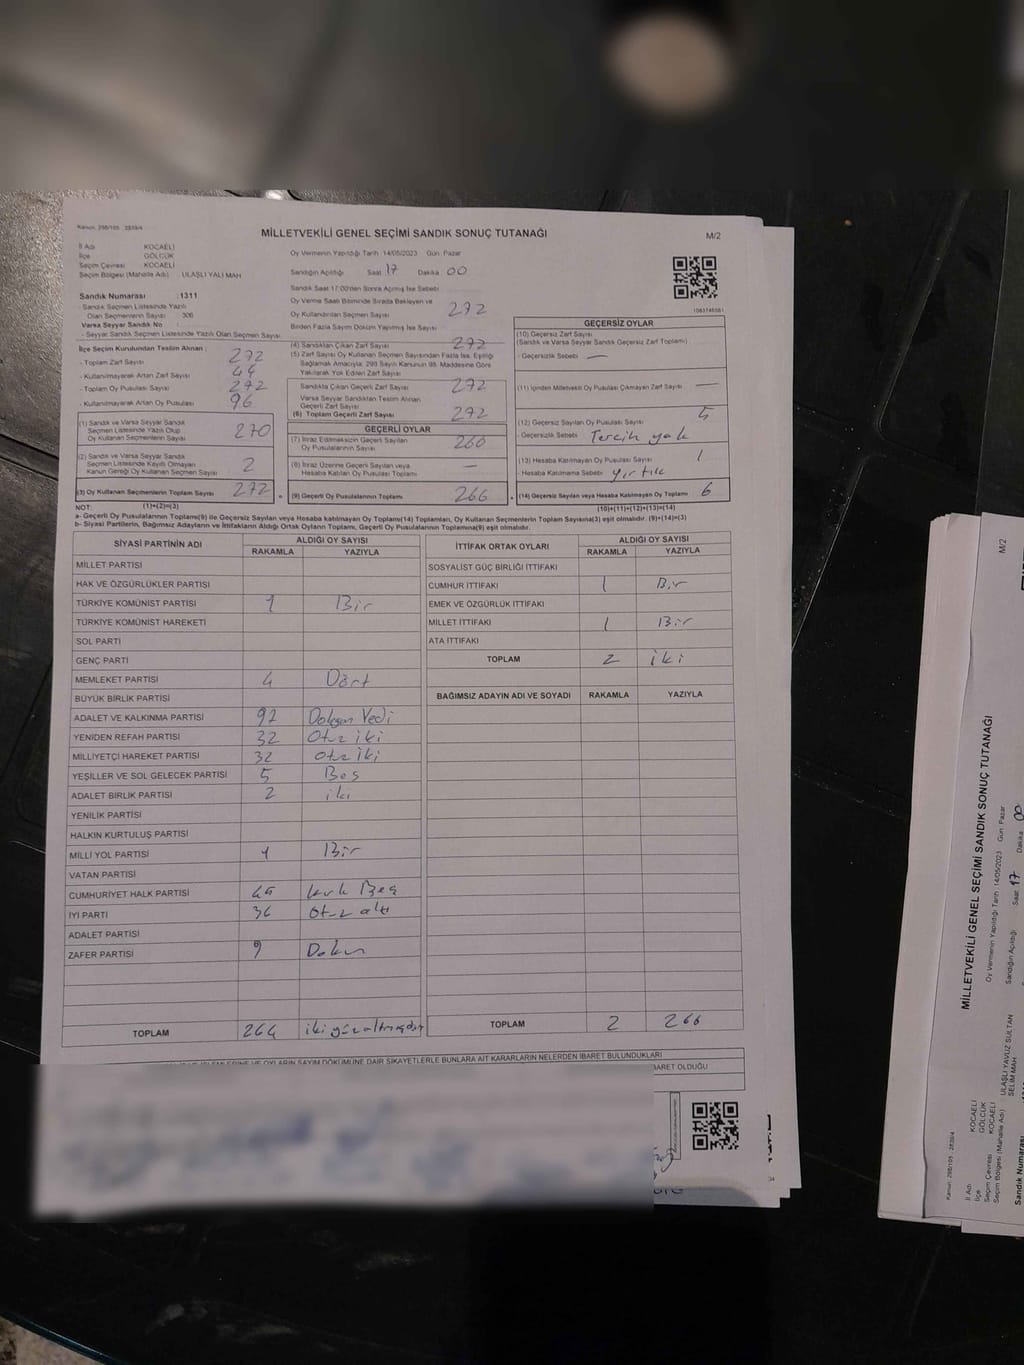 Kanun: 298/105 : 2839/4
MİLLETVEKİLİ GENEL SEÇİMİ SANDIK SONUÇ TUTANAĞI
M/2
İl Adı KOCAELİ
İlçe GÖLCÜK
Seçim Çevresi KOCAELİ
Seçim Bölgesi (Mahalle Adı) : ULAŞLI YALI MAH
Oy Vermenin Yapıldığı Tarih :14/05/2023 Gün: Pazar
Sandığın Açıldığı Saat 17 Dakika 00
Sandık Saat 17:00'den Sonra Açılmış İse Sebebi
Oy Verme Saati Bitiminde Sırada Bekleyen ve
Oy Kullandırılan Seçmen Sayısı 272
Birden Fazla Sayım Döküm Yapılmış İse Sayısı
Sandık Numarası :1311
- Sandık Seçmen Listesinde Yazılı
Olan Seçmenlerin Sayısı 306
Varsa Seyyar Sandık No
- Seyyar Sandık Seçmen Listesinde Yazılı Olan Seçmen Sayısı
İlçe Seçim Kurulundan Teslim Alınan :
- Toplam Zarf Sayısı 272
- Kullanılmayarak Artan Zarf Sayısı 44
- Toplam Oy Pusulası Sayısı 272
- Kullanılmayarak Artan Oy Pusulası 96
(1) Sandık ve Varsa Seyyar Sandık
Seçmen Listesinde Yazılı Olup
Oy Kullanan Seçmenlerin Sayısı 270
(2) Sandık ve Varsa Seyyar Sandık
Seçmen Listesinde Kayıtlı Olmayan
Kanun Gereği Oy Kullanan Seçmen Sayısı 2
(3) Oy Kullanan Seçmenlerin Toplam Sayısı 272
(1)+(2)=(3)
(4) Sandıktan Çıkan Zarf Sayısı 272
(5) Zarf Sayısı Oy Kullanan Seçmen Sayısından Fazla İse, Eşitliği
Sağlamak Amacıyla, 298 Sayılı Kanunun 98. Maddesine Göre
Yakılarak Yok Edilen Zarf Sayısı
Sandıkta Çıkan Geçerli Zarf Sayısı 272
Varsa Seyyar Sandıktan Teslim Alınan
Geçerli Zarf Sayısı
(6) Toplam Geçerli Zarf Sayısı 272
GEÇERLİ OYLAR
(7) İtiraz Edilmeksizin Geçerli Sayılan
Oy Pusulalarının Sayısı 260
(8) İtiraz Üzerine Geçerli Sayılan veya
Hesaba Katılan Oy Pusulası Toplamı —
(9) Geçerli Oy Pusulalarının Toplamı 266
1083746581
GEÇERSİZ OYLAR
(10) Geçersiz Zarf Sayısı
(Sandık ve Varsa Seyyar Sandık Geçersiz Zarf Toplamı)
- Geçersizlik Sebebi —
(11) İçinden Milletvekili Oy Pusulası Çıkmayan Zarf Sayısı —
(12) Geçersiz Sayılan Oy Pusulası Sayısı 5
- Geçersizlik Sebebi Tercih yok
(13) Hesaba Katılmayan Oy Sayısı 1
- Hesaba Katılmama Sebebi yırtık
(14) Geçersiz Sayılan veya Hesaba Katılmayan Oy Toplamı 6
(10)+(11)+(12)+(13)=(14)
NOT:
a- Geçerli Oy Pusulalarının Toplamı(9) ile Geçersiz Sayılan veya Hesaba katılmayan Oy Toplamı(14) Toplamları, Oy Kullanan Seçmenlerin Toplam Sayısına(3) eşit olmalıdır. (9)+(14)=(3)
b- Siyasi Partilerin, Bağımsız Adayların ve İttifakların Aldığı Ortak Oyların Toplamı, Geçerli Oy Pusulalarının Toplamına(9) eşit olmalıdır.
SİYASİ PARTİNİN ADI ALDIĞI OY SAYISI
RAKAMLA YAZIYLA
MİLLET PARTİSİ
HAK VE ÖZGÜRLÜKLER PARTİSİ
TÜRKİYE KOMÜNİST PARTİSİ 1 Bir
TÜRKİYE KOMÜNİST HAREKETİ
SOL PARTİ
GENÇ PARTİ
MEMLEKET PARTİSİ 4 Dört
BÜYÜK BİRLİK PARTİSİ
ADALET VE KALKINMA PARTİSİ Doksan Yedi
YENİDEN REFAH PARTİSİ 32 Otuz iki
MİLLİYETÇİ HAREKET PARTİSİ 32 otuz iki
YEŞİLLER VE SOL GELECEK PARTİSİ 5 Beş
ADALET BİRLİK PARTİSİ 2 iki
YENİLİK PARTİSİ
HALKIN KURTULUŞ PARTİSİ
MİLLİ YOL PARTİSİ 1 Bir
VATAN PARTİSİ
CUMHURİYET HALK PARTİSİ 45 kırk Beş
İYİ PARTİ 36 Otuz altı
ADALET PARTİSİ
ZAFER PARTİSİ 9 Dokuz
TOPLAM 264 iki yüz altmışdört
İTTİFAK ORTAK OYLARI ALDIĞI OY SAYISI
RAKAMLA YAZIYLA
SOSYALİST GÜÇ BİRLİĞİ İTTİFAKI
CUMHUR İTTİFAKI 1 Bir
EMEK VE ÖZGÜRLÜK İTTİFAKI
MİLLET İTTİFAKI 1 Bir
ATA İTTİFAKI
TOPLAM 2 iki
BAĞIMSIZ ADAYIN ADI VE SOYADI RAKAMLA YAZIYLA
TOPLAM 2 266
OYLARIN SAYIM DÖKÜMÜNE DAİR ŞİKAYETLERLE BUNLARA AİT KARARLARIN NELERDEN İBARET BULUNDUKLARI
İBARET OLDUĞU
M/2
MİLLETVEKİLİ GENEL SEÇİMİ SANDIK SONUÇ TUTANAĞI
Oy Vermenin Yapıldığı Tarih :14/05/2023 Gün: Pazar
Sandığın Açıldığı Saat 17 Dakika 00
Kanun: 298/105 : 2839/4
İl Adı KOCAELİ
İlçe GÖLCÜK
Seçim Çevresi KOCAELİ
Seçim Bölgesi (Mahalle Adı) : ULAŞLI YAVUZ SULTAN
SELİM MAH
Sandık Numarası